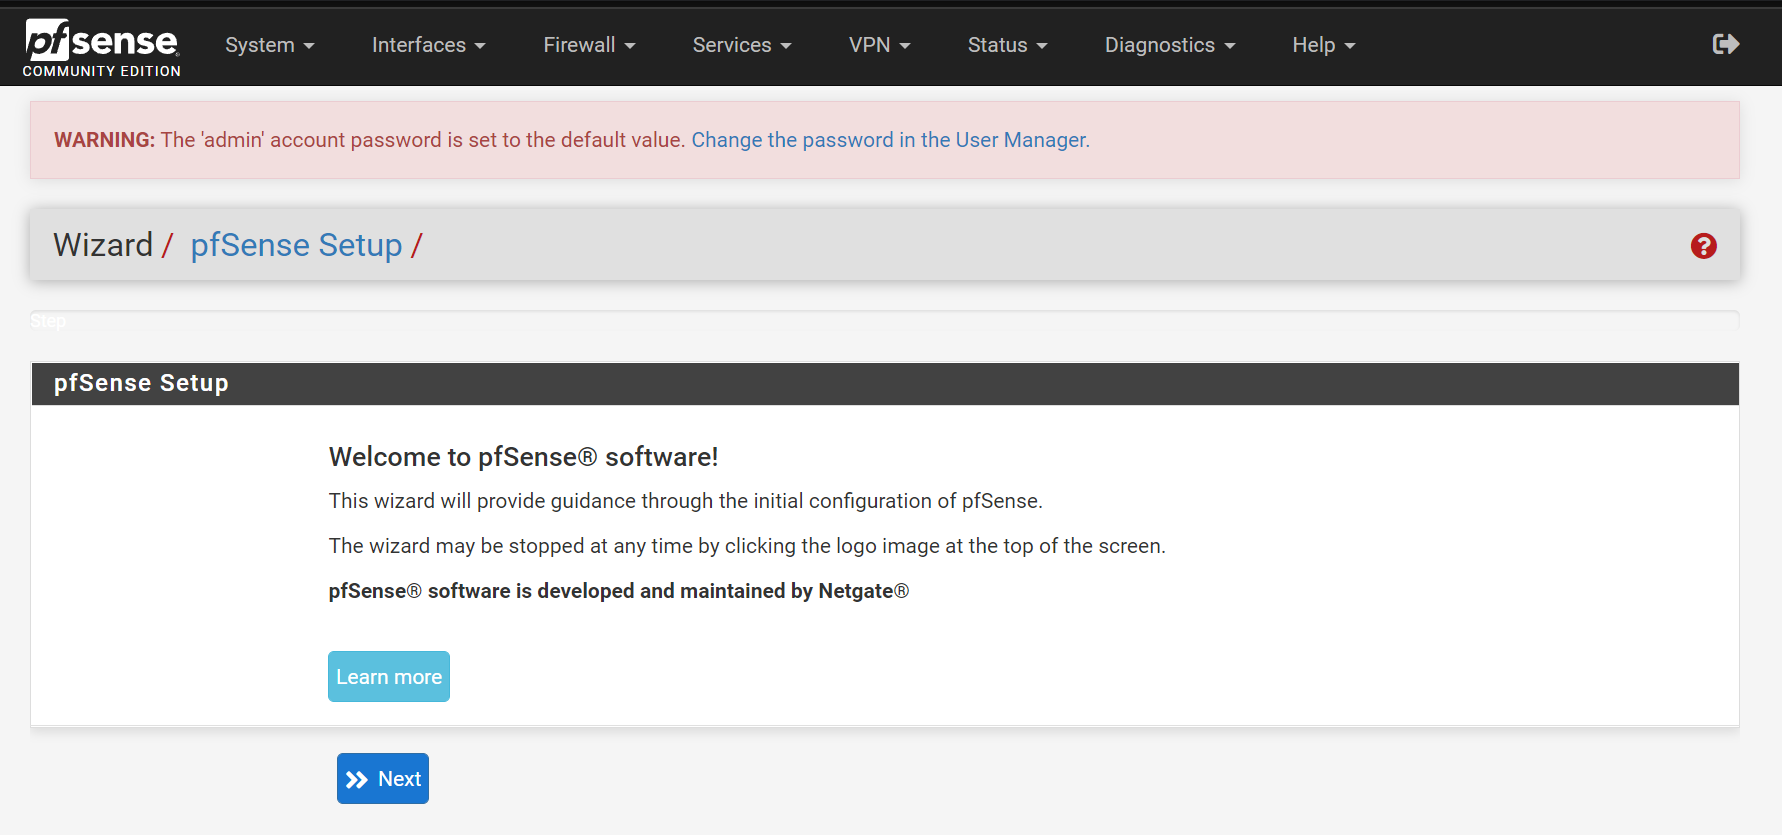 pfsense
COMMUNITY EDITION
System Interfaces Firewall Services VPN Status Diagnostics Help
WARNING: The 'admin' account password is set to the default value. Change the password in the User Manager.
Wizard / pfSense Setup /
Step
pfSense Setup
Welcome to pfSense® software!
This wizard will provide guidance through the initial configuration of pfSense.
The wizard may be stopped at any time by clicking the logo image at the top of the screen.
pfSense® software is developed and maintained by Netgate®
Learn more
Next